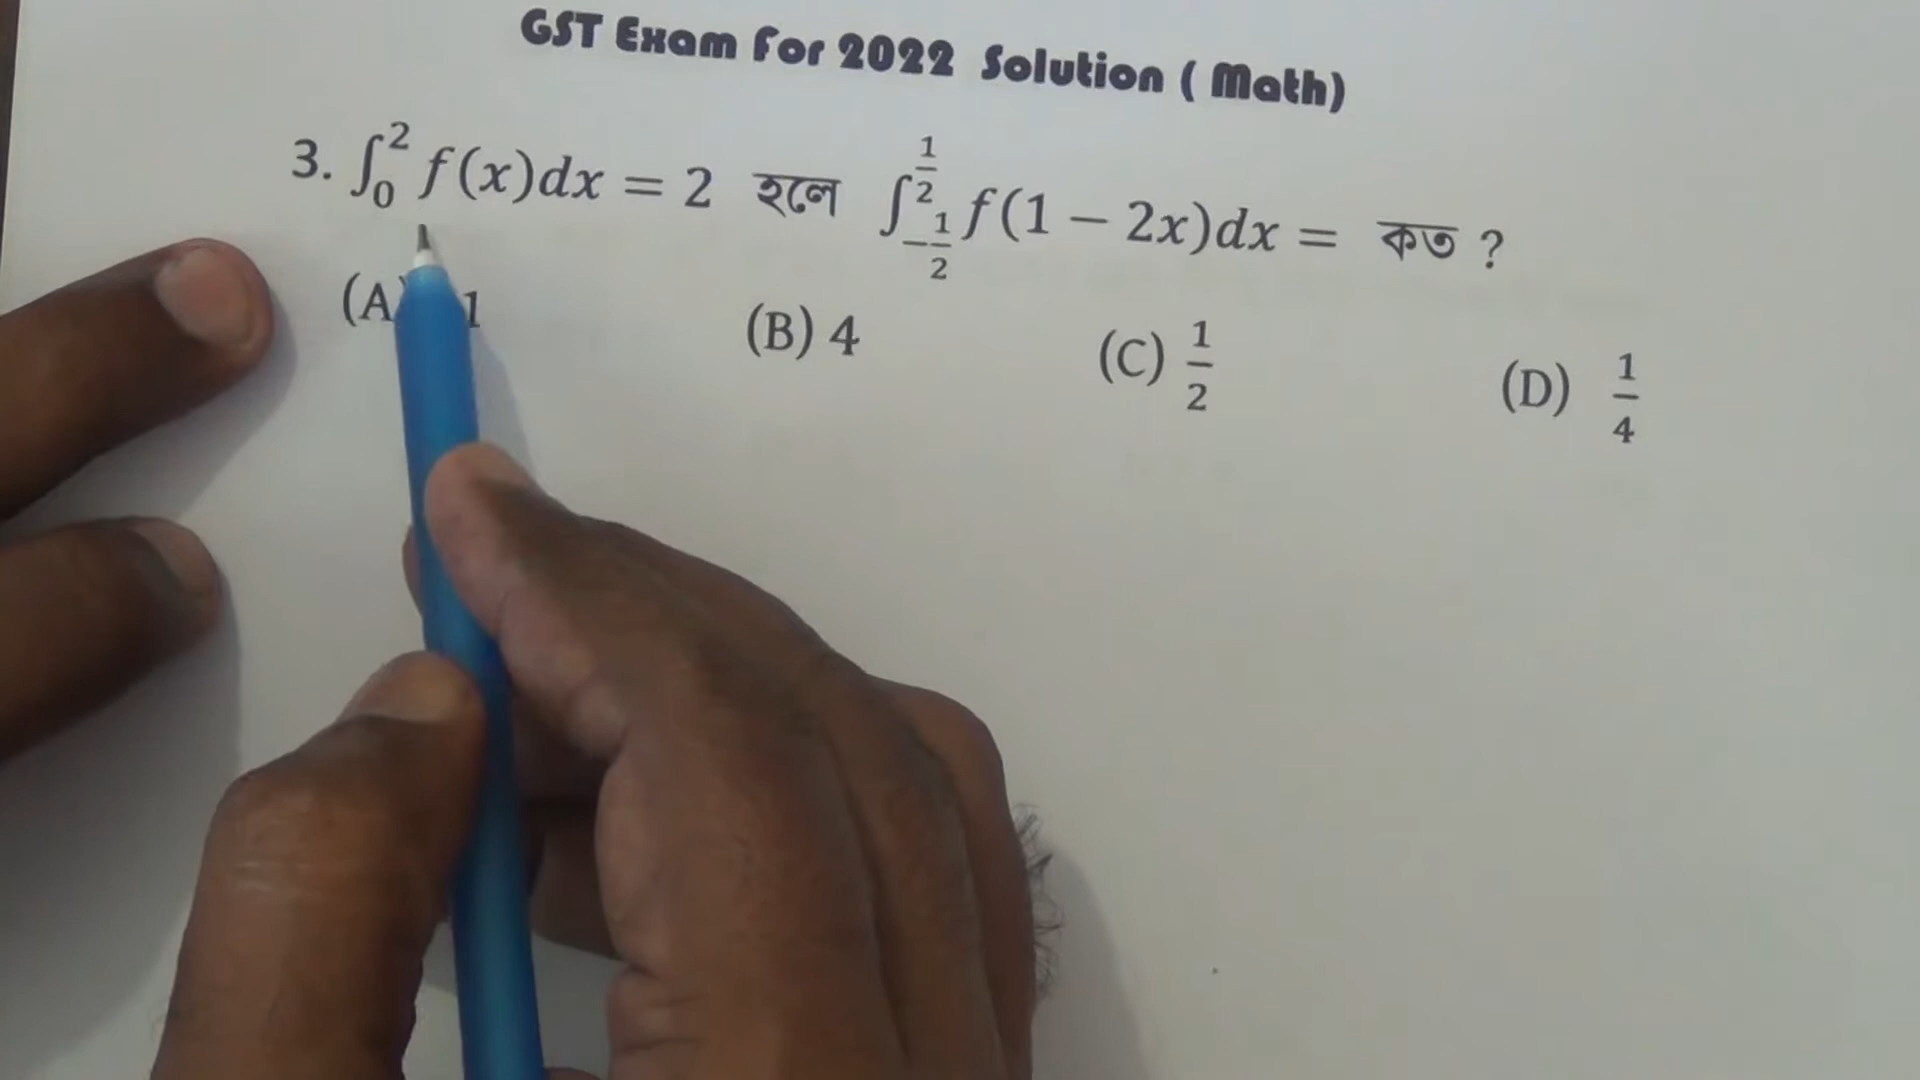 GST Exam For 2022 Solution ( Math)
3. ∫₀² f(x)dx = 2 হলে ∫_{-1/2}^{1/2} f(1 − 2x)dx = কত ?
(A) 1 (B) 4 (C) 1/2 (D) 1/4